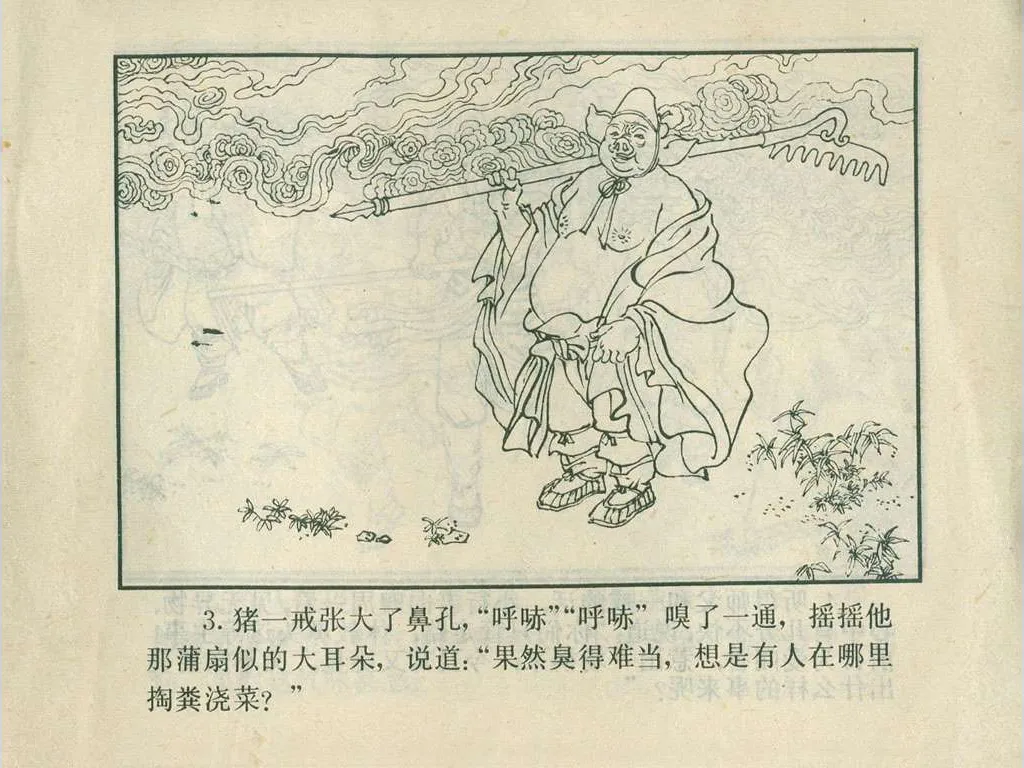 3. 猪一戒张大了鼻孔，“呼哧”“呼哧” 嗅了一通，摇摇他
那蒲扇似的大耳朵，说道：“果然臭得难当，想是有人在哪里
掏粪浇菜？”